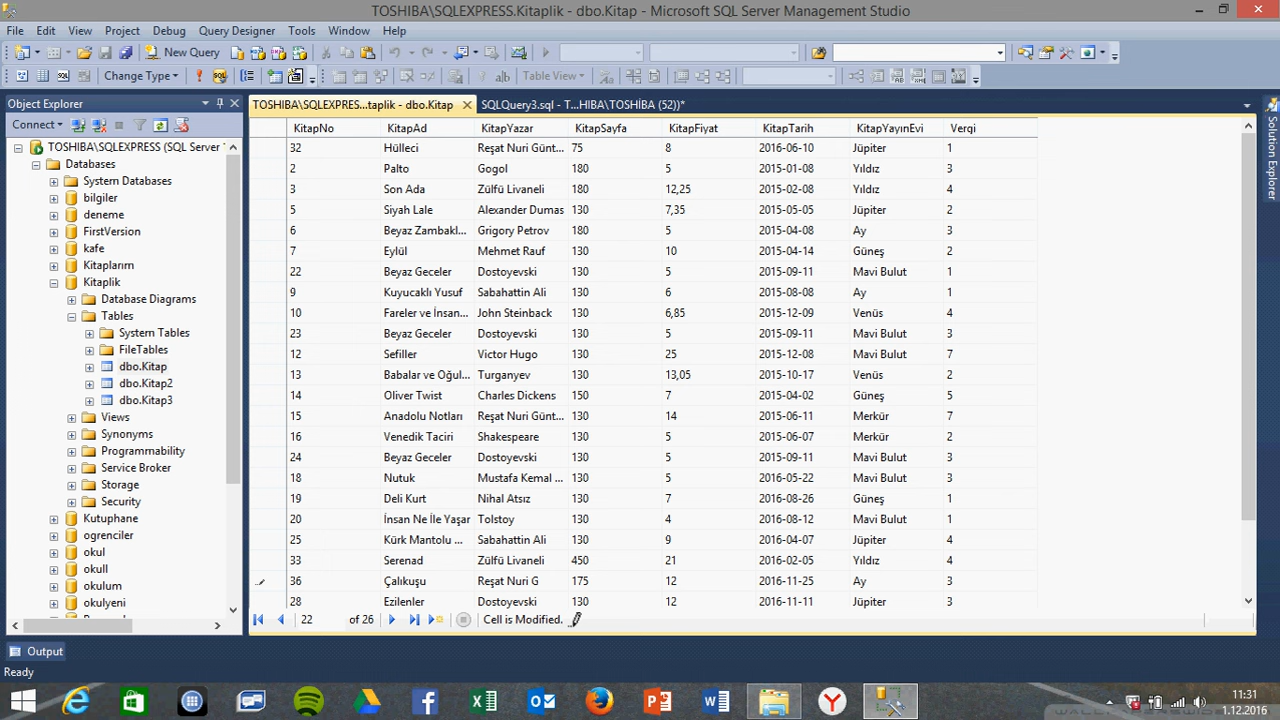 TOSHIBA\SQLEXPRESS.Kitaplik - dbo.Kitap - Microsoft SQL Server Management Studio
File Edit View Project Debug Query Designer Tools Window Help
New Query
Change Type Table View
Object Explorer
TOSHIBA\SQLEXPRES...taplik - dbo.Kitap SQLQuery3.sql - T...HIBA\TOSHİBA (52))*
Solution Explorer
Connect
TOSHIBA\SQLEXPRESS (SQL Server
Databases
System Databases
bilgiler
deneme
FirstVersion
kafe
Kitaplarım
Kitaplik
Database Diagrams
Tables
System Tables
FileTables
dbo.Kitap
dbo.Kitap2
dbo.Kitap3
Views
Synonyms
Programmability
Service Broker
Storage
Security
Kutuphane
ogrenciler
okul
okull
okulum
okulyeni
KitapNo KitapAd KitapYazar KitapSayfa KitapFiyat KitapTarih KitapYayınEvi Vergi
32 Hülleci Reşat Nuri Günt... 75 8 2016-06-10 Jüpiter 1
2 Palto Gogol 180 5 2015-01-08 Yıldız 3
3 Son Ada Zülfü Livaneli 180 12,25 2015-02-08 Yıldız 4
5 Siyah Lale Alexander Dumas 130 7,35 2015-05-05 Jüpiter 2
6 Beyaz Zambakl... Grigory Petrov 180 5 2015-04-08 Ay 3
7 Eylül Mehmet Rauf 130 10 2015-04-14 Güneş 2
22 Beyaz Geceler Dostoyevski 130 5 2015-09-11 Mavi Bulut 1
9 Kuyucaklı Yusuf Sabahattin Ali 130 6 2015-08-08 Ay 1
10 Fareler ve İnsan... John Steinback 130 6,85 2015-12-09 Venüs 4
23 Beyaz Geceler Dostoyevski 130 5 2015-09-11 Mavi Bulut 3
12 Sefiller Victor Hugo 130 25 2015-12-08 Mavi Bulut 7
13 Babalar ve Oğul... Turganyev 130 13,05 2015-10-17 Venüs 2
14 Oliver Twist Charles Dickens 150 7 2015-04-02 Güneş 5
15 Anadolu Notları Reşat Nuri Günt... 130 14 2015-06-11 Merkür 7
16 Venedik Taciri Shakespeare 130 5 2015-06-07 Merkür 2
24 Beyaz Geceler Dostoyevski 130 5 2015-09-11 Mavi Bulut 3
18 Nutuk Mustafa Kemal ... 130 5 2016-05-22 Mavi Bulut 3
19 Deli Kurt Nihal Atsız 130 7 2016-08-26 Güneş 1
20 İnsan Ne İle Yaşar Tolstoy 130 4 2016-08-12 Mavi Bulut 1
25 Kürk Mantolu ... Sabahattin Ali 130 9 2016-04-07 Jüpiter 4
33 Serenad Zülfü Livaneli 450 21 2016-02-05 Yıldız 4
36 Çalıkuşu Reşat Nuri G 175 12 2016-11-25 Ay 3
28 Ezilenler Dostoyevski 130 12 2016-11-11 Jüpiter 3
22 of 26 Cell is Modified.
Output
Ready
11:31
1.12.2016